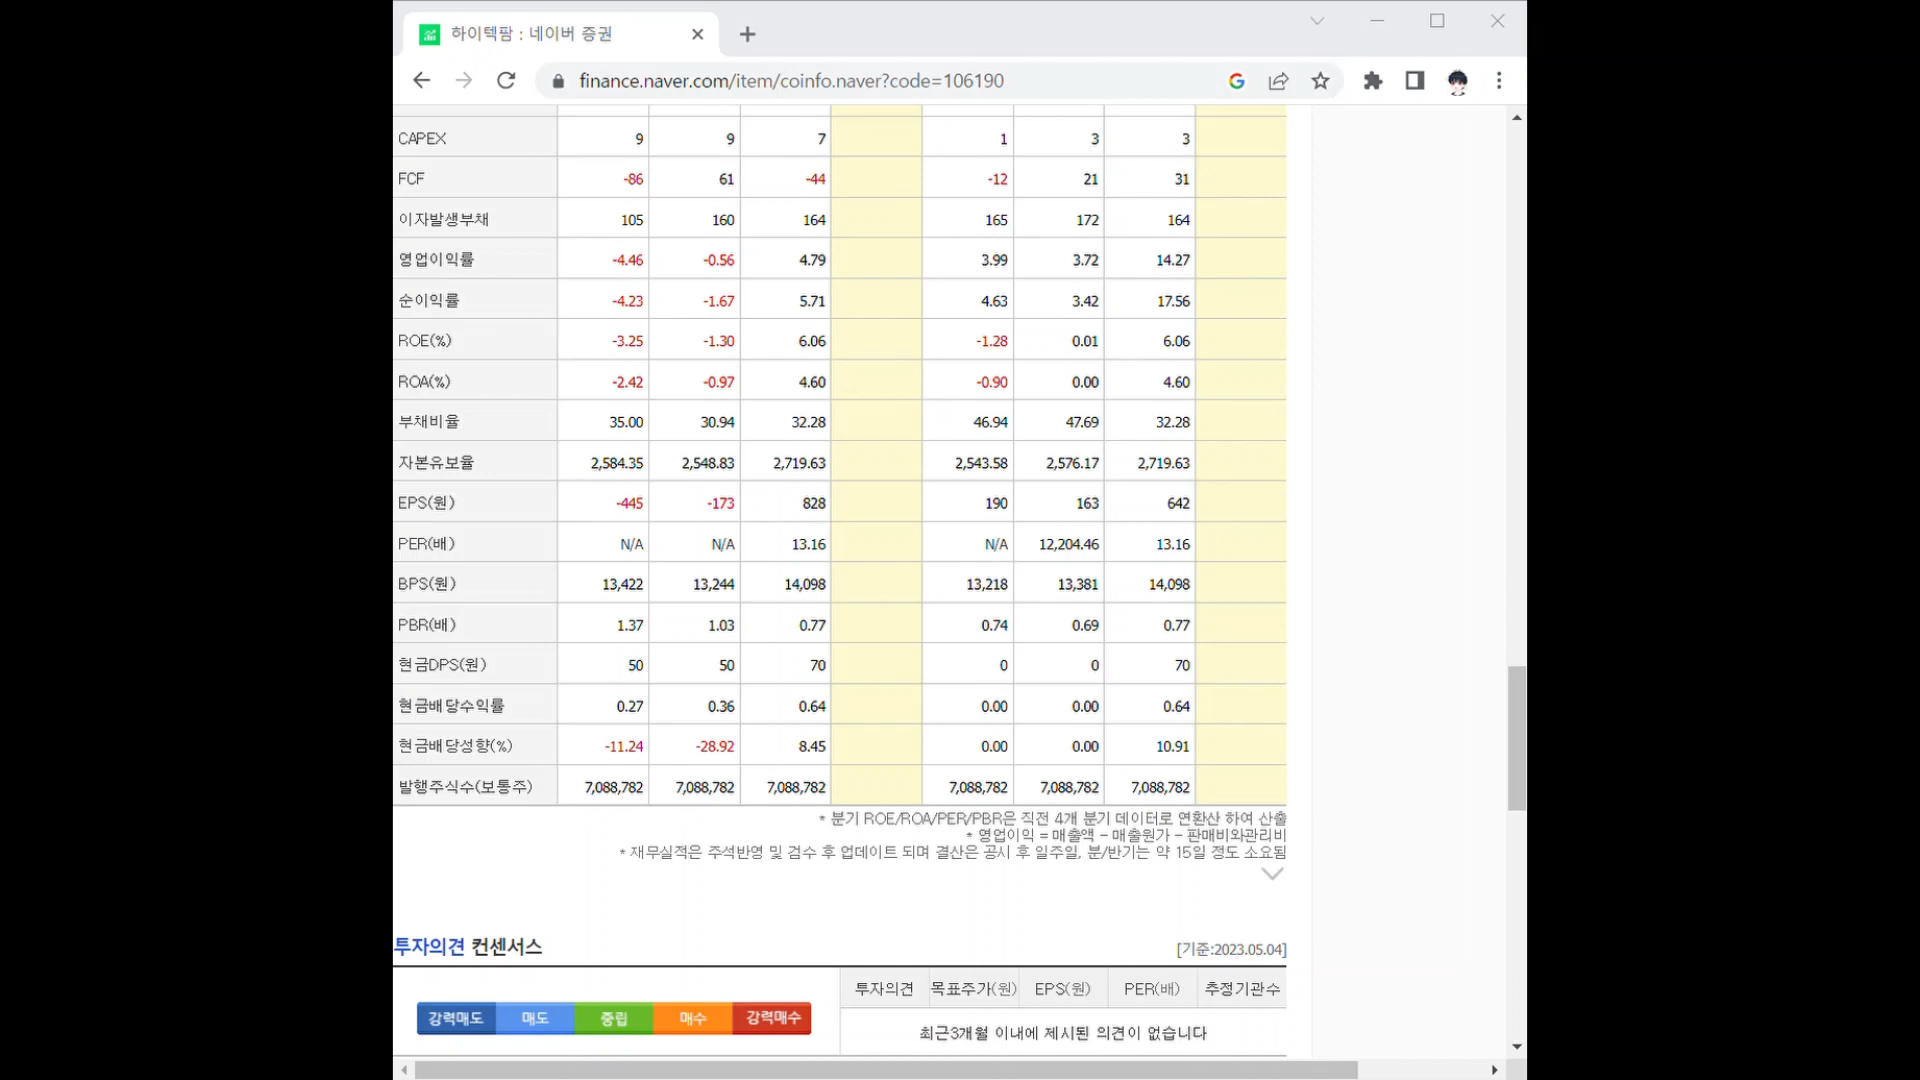 하이텍팜 : 네이버 증권
finance.naver.com/item/coinfo.naver?code=106190
CAPEX 9 9 7 1 3 3
FCF -86 61 -44 -12 21 31
이자발생부채 105 160 164 165 172 164
영업이익률 -4.46 -0.56 4.79 3.99 3.72 14.27
순이익률 -4.23 -1.67 5.71 4.63 3.42 17.56
ROE(%) -3.25 -1.30 6.06 -1.28 0.01 6.06
ROA(%) -2.42 -0.97 4.60 -0.90 0.00 4.60
부채비율 35.00 30.94 32.28 46.94 47.69 32.28
자본유보율 2,584.35 2,548.83 2,719.63 2,543.58 2,576.17 2,719.63
EPS(원) -445 -173 828 190 163 642
PER(배) N/A N/A 13.16 N/A 12,204.46 13.16
BPS(원) 13,422 13,244 14,098 13,218 13,381 14,098
PBR(배) 1.37 1.03 0.77 0.74 0.69 0.77
현금DPS(원) 50 50 70 0 0 70
현금배당수익률 0.27 0.36 0.64 0.00 0.00 0.64
현금배당성향(%) -11.24 -28.92 8.45 0.00 0.00 10.91
발행주식수(보통주) 7,088,782 7,088,782 7,088,782 7,088,782 7,088,782 7,088,782
* 분기 ROE/ROA/PER/PBR은 직전 4개 분기 데이터로 연환산 하여 산출
* 영업이익 = 매출액 - 매출원가 - 판매비와관리비
* 재무실적은 주석반영 및 검수 후 업데이트 되며 결산은 공시 후 일주일, 분/반기는 약 15일 정도 소요됨
투자의견 컨센서스 [기준:2023.05.04]
투자의견 목표주가(원) EPS(원) PER(배) 추정기관수
강력매도 매도 중립 매수 강력매수
최근3개월 이내에 제시된 의견이 없습니다